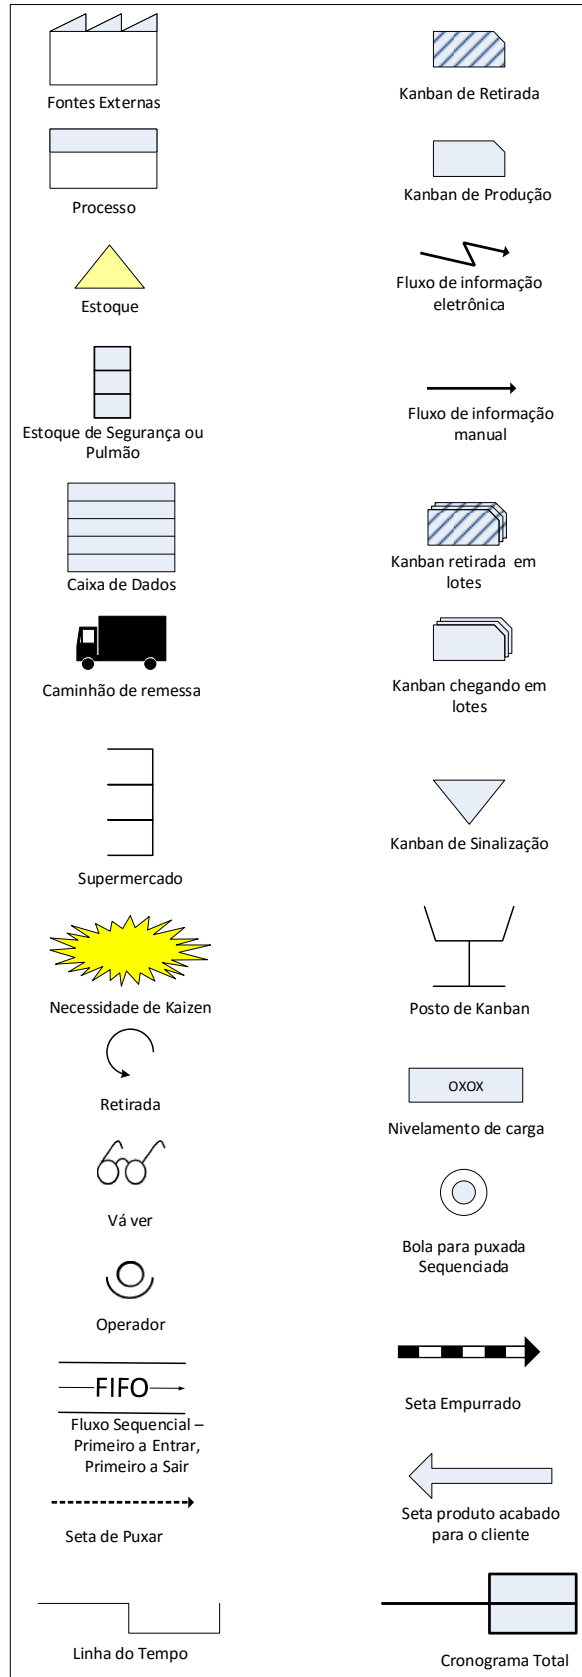 Fontes Externas
Kanban de Retirada
Processo
Kanban de Produção
Estoque
Fluxo de informação
eletrônica
Estoque de Segurança ou
Pulmão
Fluxo de informação
manual
Caixa de Dados
Kanban retirada em
lotes
Caminhão de remessa
Kanban chegando em
lotes
Supermercado
Kanban de Sinalização
Necessidade de Kaizen
Posto de Kanban
Retirada
OXOX
Nivelamento de carga
Vá ver
Bola para puxada
Sequenciada
Operador
FIFO
Fluxo Sequencial –
Primeiro a Entrar,
Primeiro a Sair
Seta Empurrado
Seta de Puxar
Seta produto acabado
para o cliente
Linha do Tempo
Cronograma Total